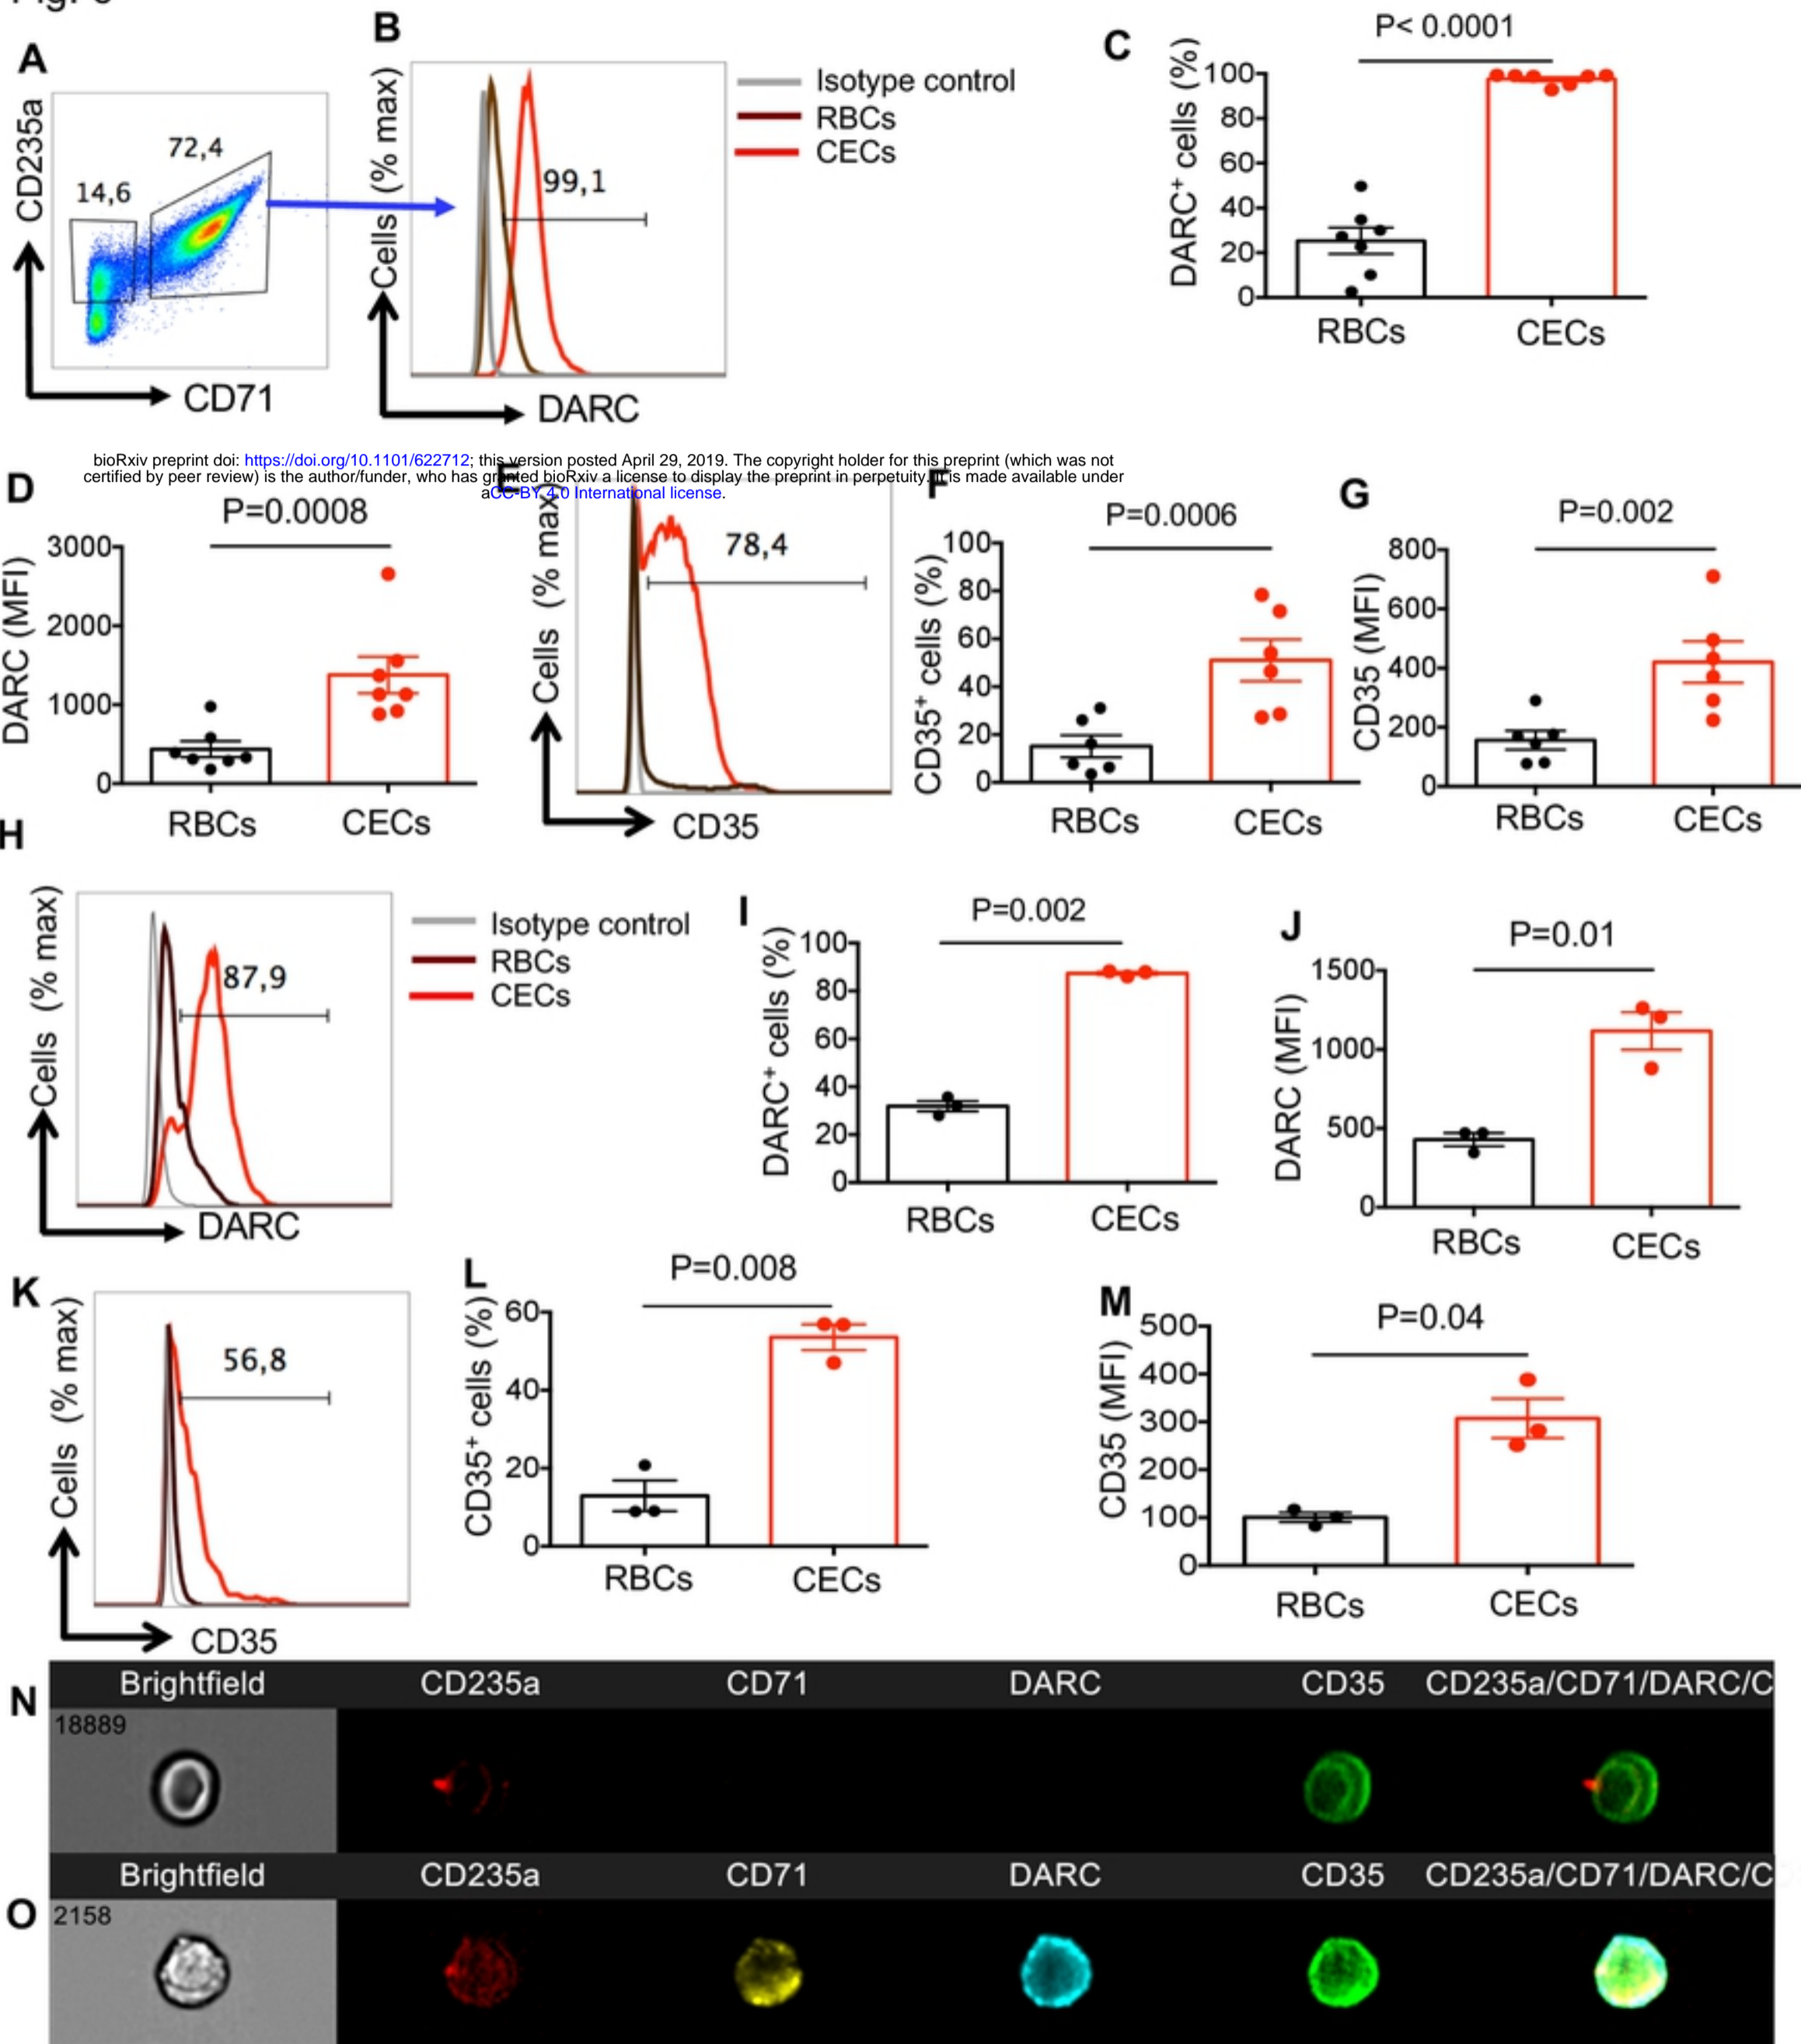 A
CD235a
72,4
14,6
CD71
B
Cells (% max)
99,1
DARC
Isotype control
RBCs
CECs
C
P< 0.0001
DARC⁺ cells (%)
100
80
60
40
20
0
RBCs
CECs
bioRxiv preprint doi: https://doi.org/10.1101/622712; this version posted April 29, 2019. The copyright holder for this preprint (which was not
certified by peer review) is the author/funder, who has granted bioRxiv a license to display the preprint in perpetuity. It is made available under
aCC-BY 4.0 International license.
D
P=0.0008
DARC (MFI)
3000
2000
1000
0
RBCs
CECs
E
Cells (% max)
78,4
CD35
F
P=0.0006
CD35⁺ cells (%)
100
80
60
40
20
0
RBCs
CECs
G
P=0.002
CD35 (MFI)
800
600
400
200
0
RBCs
CECs
H
Cells (% max)
87,9
DARC
Isotype control
RBCs
CECs
I
P=0.002
DARC⁺ cells (%)
100
80
60
40
20
0
RBCs
CECs
J
P=0.01
DARC (MFI)
1500
1000
500
0
RBCs
CECs
K
Cells (% max)
56,8
CD35
L
P=0.008
CD35⁺ cells (%)
60
40
20
0
RBCs
CECs
M
P=0.04
CD35 (MFI)
500
400
300
200
100
0
RBCs
CECs
N
Brightfield CD235a CD71 DARC CD35 CD235a/CD71/DARC/C
18889
O
Brightfield CD235a CD71 DARC CD35 CD235a/CD71/DARC/C
2158